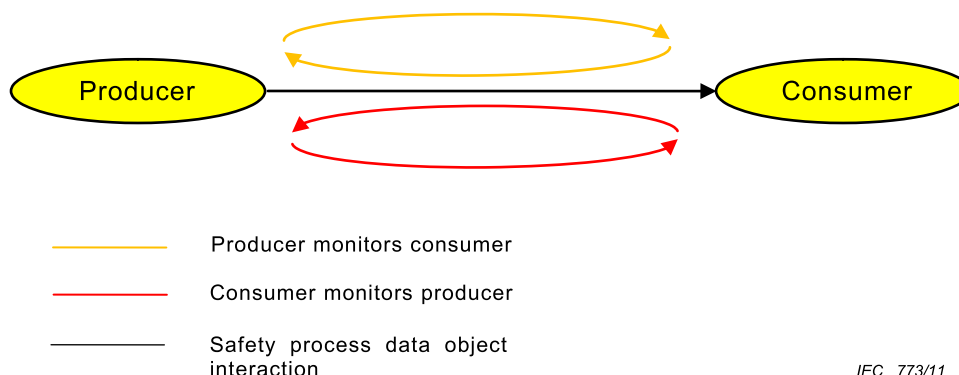 Producer
Consumer
Producer monitors consumer
Consumer monitors producer
Safety process data object
interaction
IEC 773/11